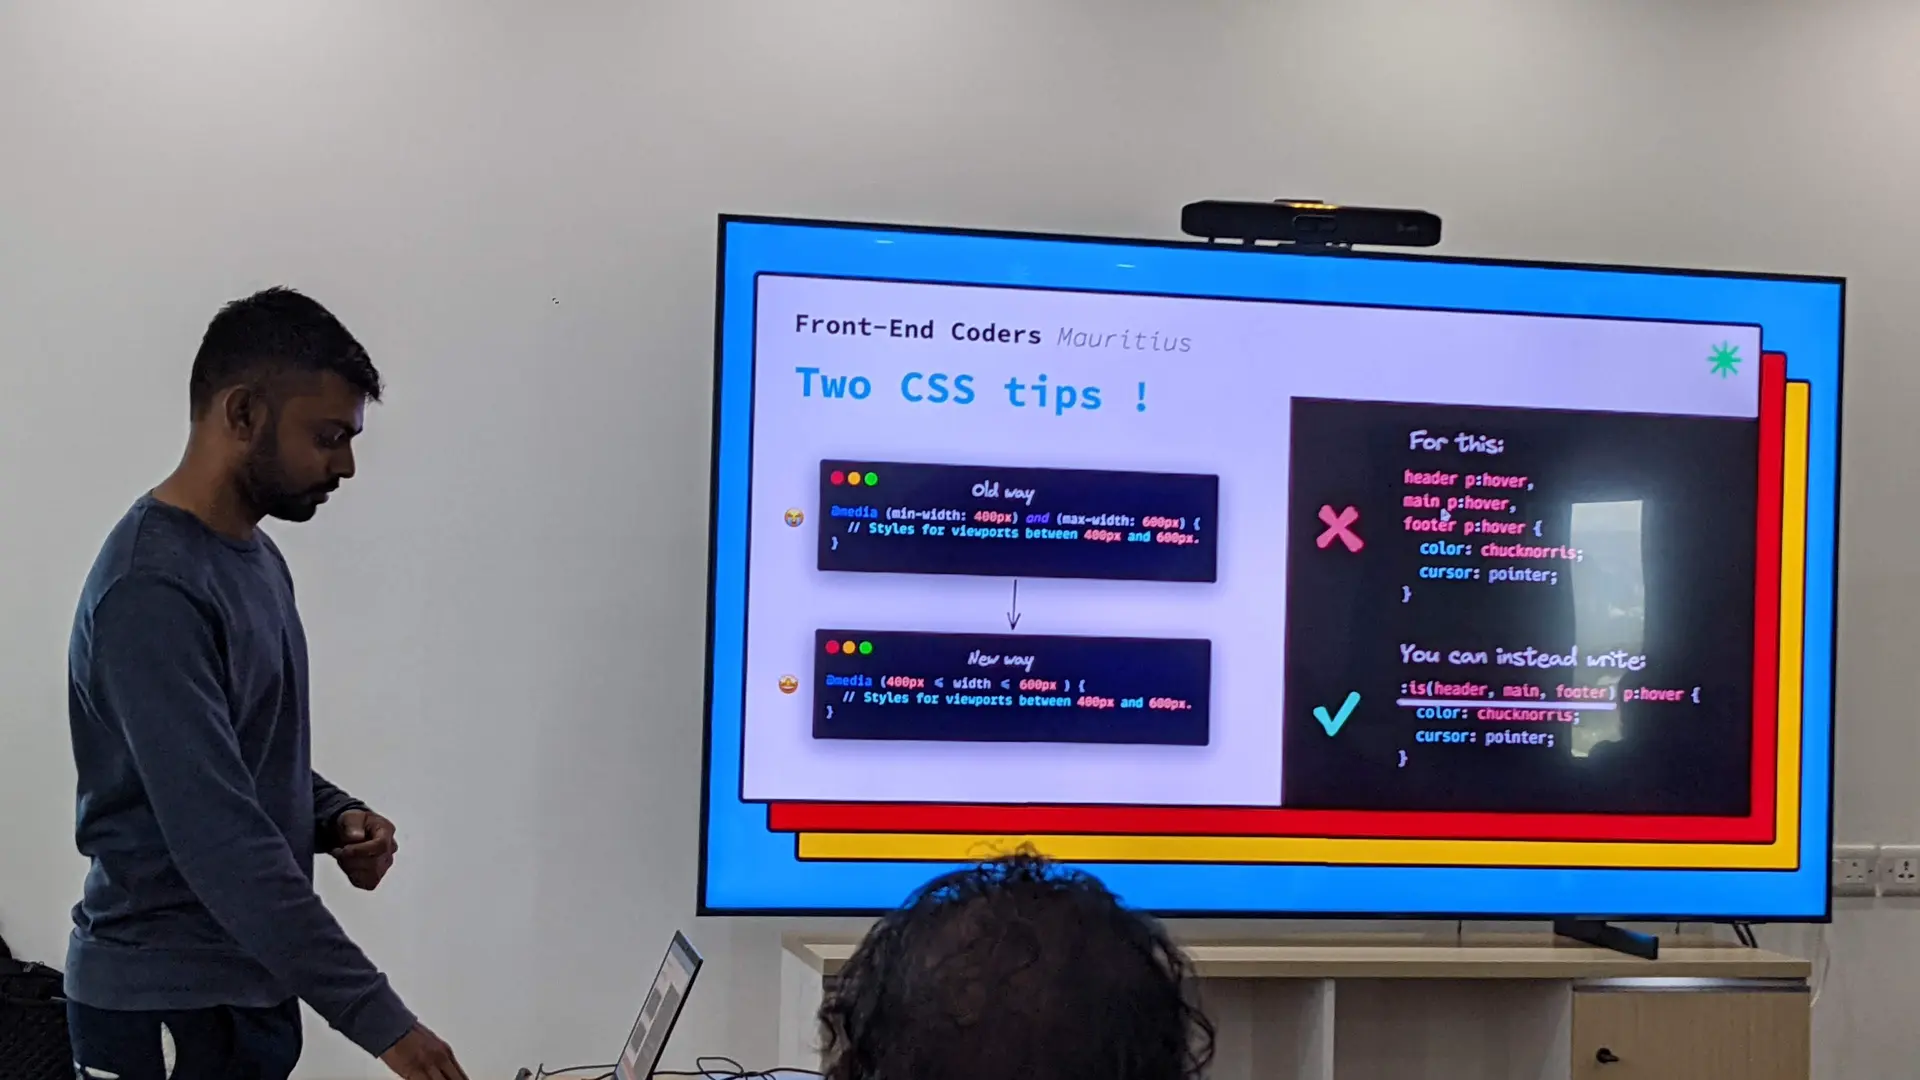 Front-End Coders Mauritius
Two CSS tips !
Old way
@media (min-width: 400px) and (max-width: 600px) {
// Styles for viewports between 400px and 600px.
}
New way
@media (400px ⩽ width ⩽ 600px ) {
// Styles for viewports between 400px and 600px.
}
For this:
header p:hover,
main p:hover,
footer p:hover {
color: chucknorris;
cursor: pointer;
}
You can instead write:
:is(header, main, footer) p:hover {
color: chucknorris;
cursor: pointer;
}